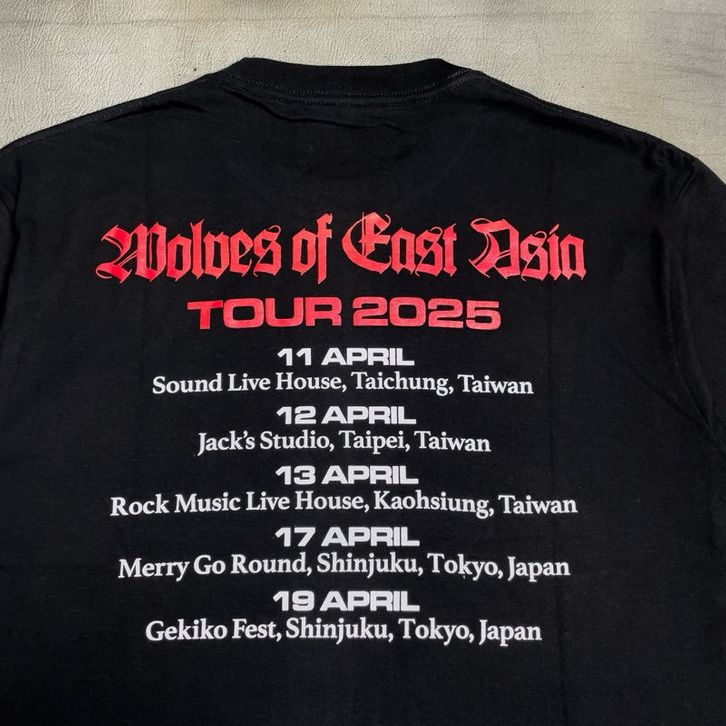 Wolves of East Asia
TOUR 2025
11 APRIL
Sound Live House, Taichung, Taiwan
12 APRIL
Jack's Studio, Taipei, Taiwan
13 APRIL
Rock Music Live House, Kaohsiung, Taiwan
17 APRIL
Merry Go Round, Shinjuku, Tokyo, Japan
19 APRIL
Gekiko Fest, Shinjuku, Tokyo, Japan